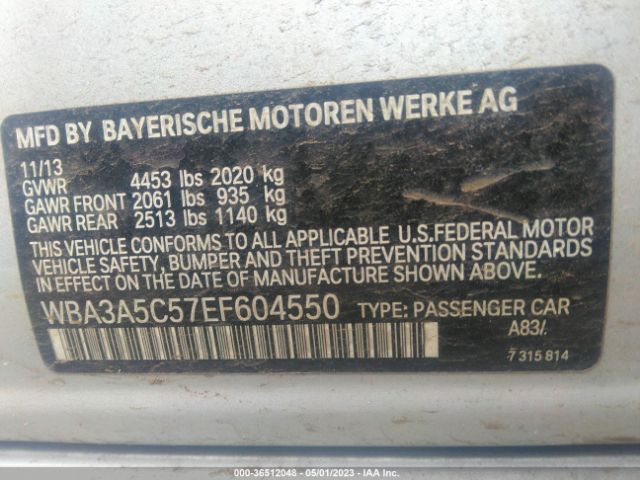 MFD BY BAYERISCHE MOTOREN WERKE AG
11/13
GVWR 4453 lbs 2020 kg
GAWR FRONT 2061 lbs 935 kg
GAWR REAR 2513 lbs 1140 kg
THIS VEHICLE CONFORMS TO ALL APPLICABLE U.S.FEDERAL MOTOR
VEHICLE SAFETY, BUMPER AND THEFT PREVENTION STANDARDS
IN EFFECT ON THE DATE OF MANUFACTURE SHOWN ABOVE.
WBA3A5C57EF604550 TYPE: PASSENGER CAR
A83/.
7 315 814
000-36512048 - 05/01/2023 - IAA Inc.